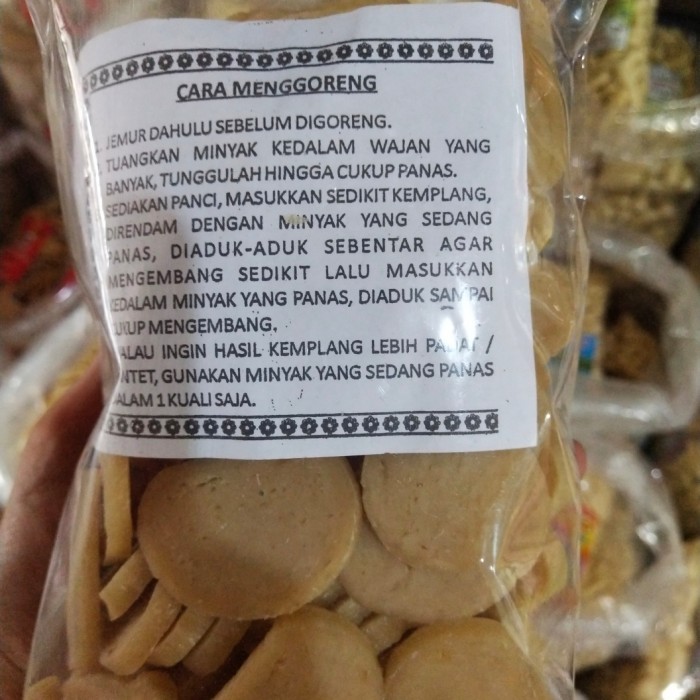 CARA MENGGORENG
JEMUR DAHULU SEBELUM DIGORENG.
TUANGKAN MINYAK KEDALAM WAJAN YANG
BANYAK, TUNGGULAH HINGGA CUKUP PANAS.
SEDIAKAN PANCI, MASUKKAN SEDIKIT KEMPLANG,
DIRENDAM DENGAN MINYAK YANG SEDANG
PANAS, DIADUK-ADUK SEBENTAR AGAR
MENGEMBANG SEDIKIT LALU MASUKKAN
KEDALAM MINYAK YANG PANAS, DIADUK SAMPAI
CUKUP MENGEMBANG.
KALAU INGIN HASIL KEMPLANG LEBIH PADAT /
GUNAKAN MINYAK YANG SEDANG PANAS
DALAM 1 KUALI SAJA.